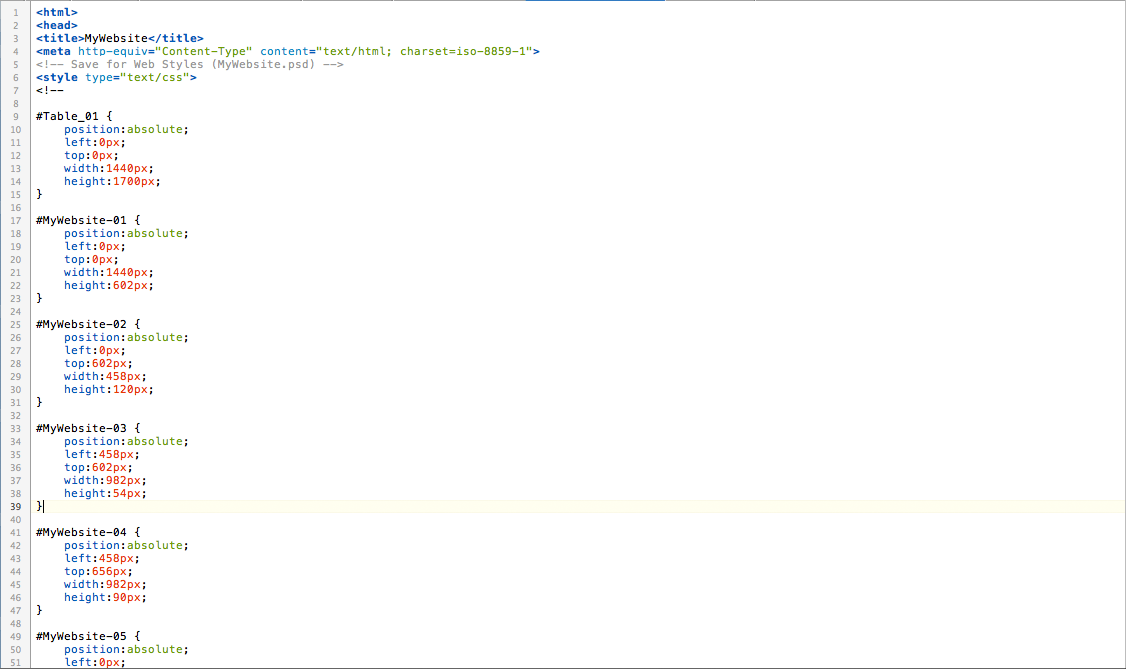 1 <html>
2 <head>
3 <title>MyWebsite</title>
4 <meta http-equiv="Content-Type" content="text/html; charset=iso-8859-1">
5 <!-- Save for Web Styles (MyWebsite.psd) -->
6 <style type="text/css">
7 <!--
8
9 #Table_01 {
10     position:absolute;
11     left:0px;
12     top:0px;
13     width:1440px;
14     height:1700px;
15 }
16
17 #MyWebsite-01 {
18     position:absolute;
19     left:0px;
20     top:0px;
21     width:1440px;
22     height:602px;
23 }
24
25 #MyWebsite-02 {
26     position:absolute;
27     left:0px;
28     top:602px;
29     width:458px;
30     height:120px;
31 }
32
33 #MyWebsite-03 {
34     position:absolute;
35     left:458px;
36     top:602px;
37     width:982px;
38     height:54px;
39 }
40
41 #MyWebsite-04 {
42     position:absolute;
43     left:458px;
44     top:656px;
45     width:982px;
46     height:90px;
47 }
48
49 #MyWebsite-05 {
50     position:absolute;
51     left:0px;